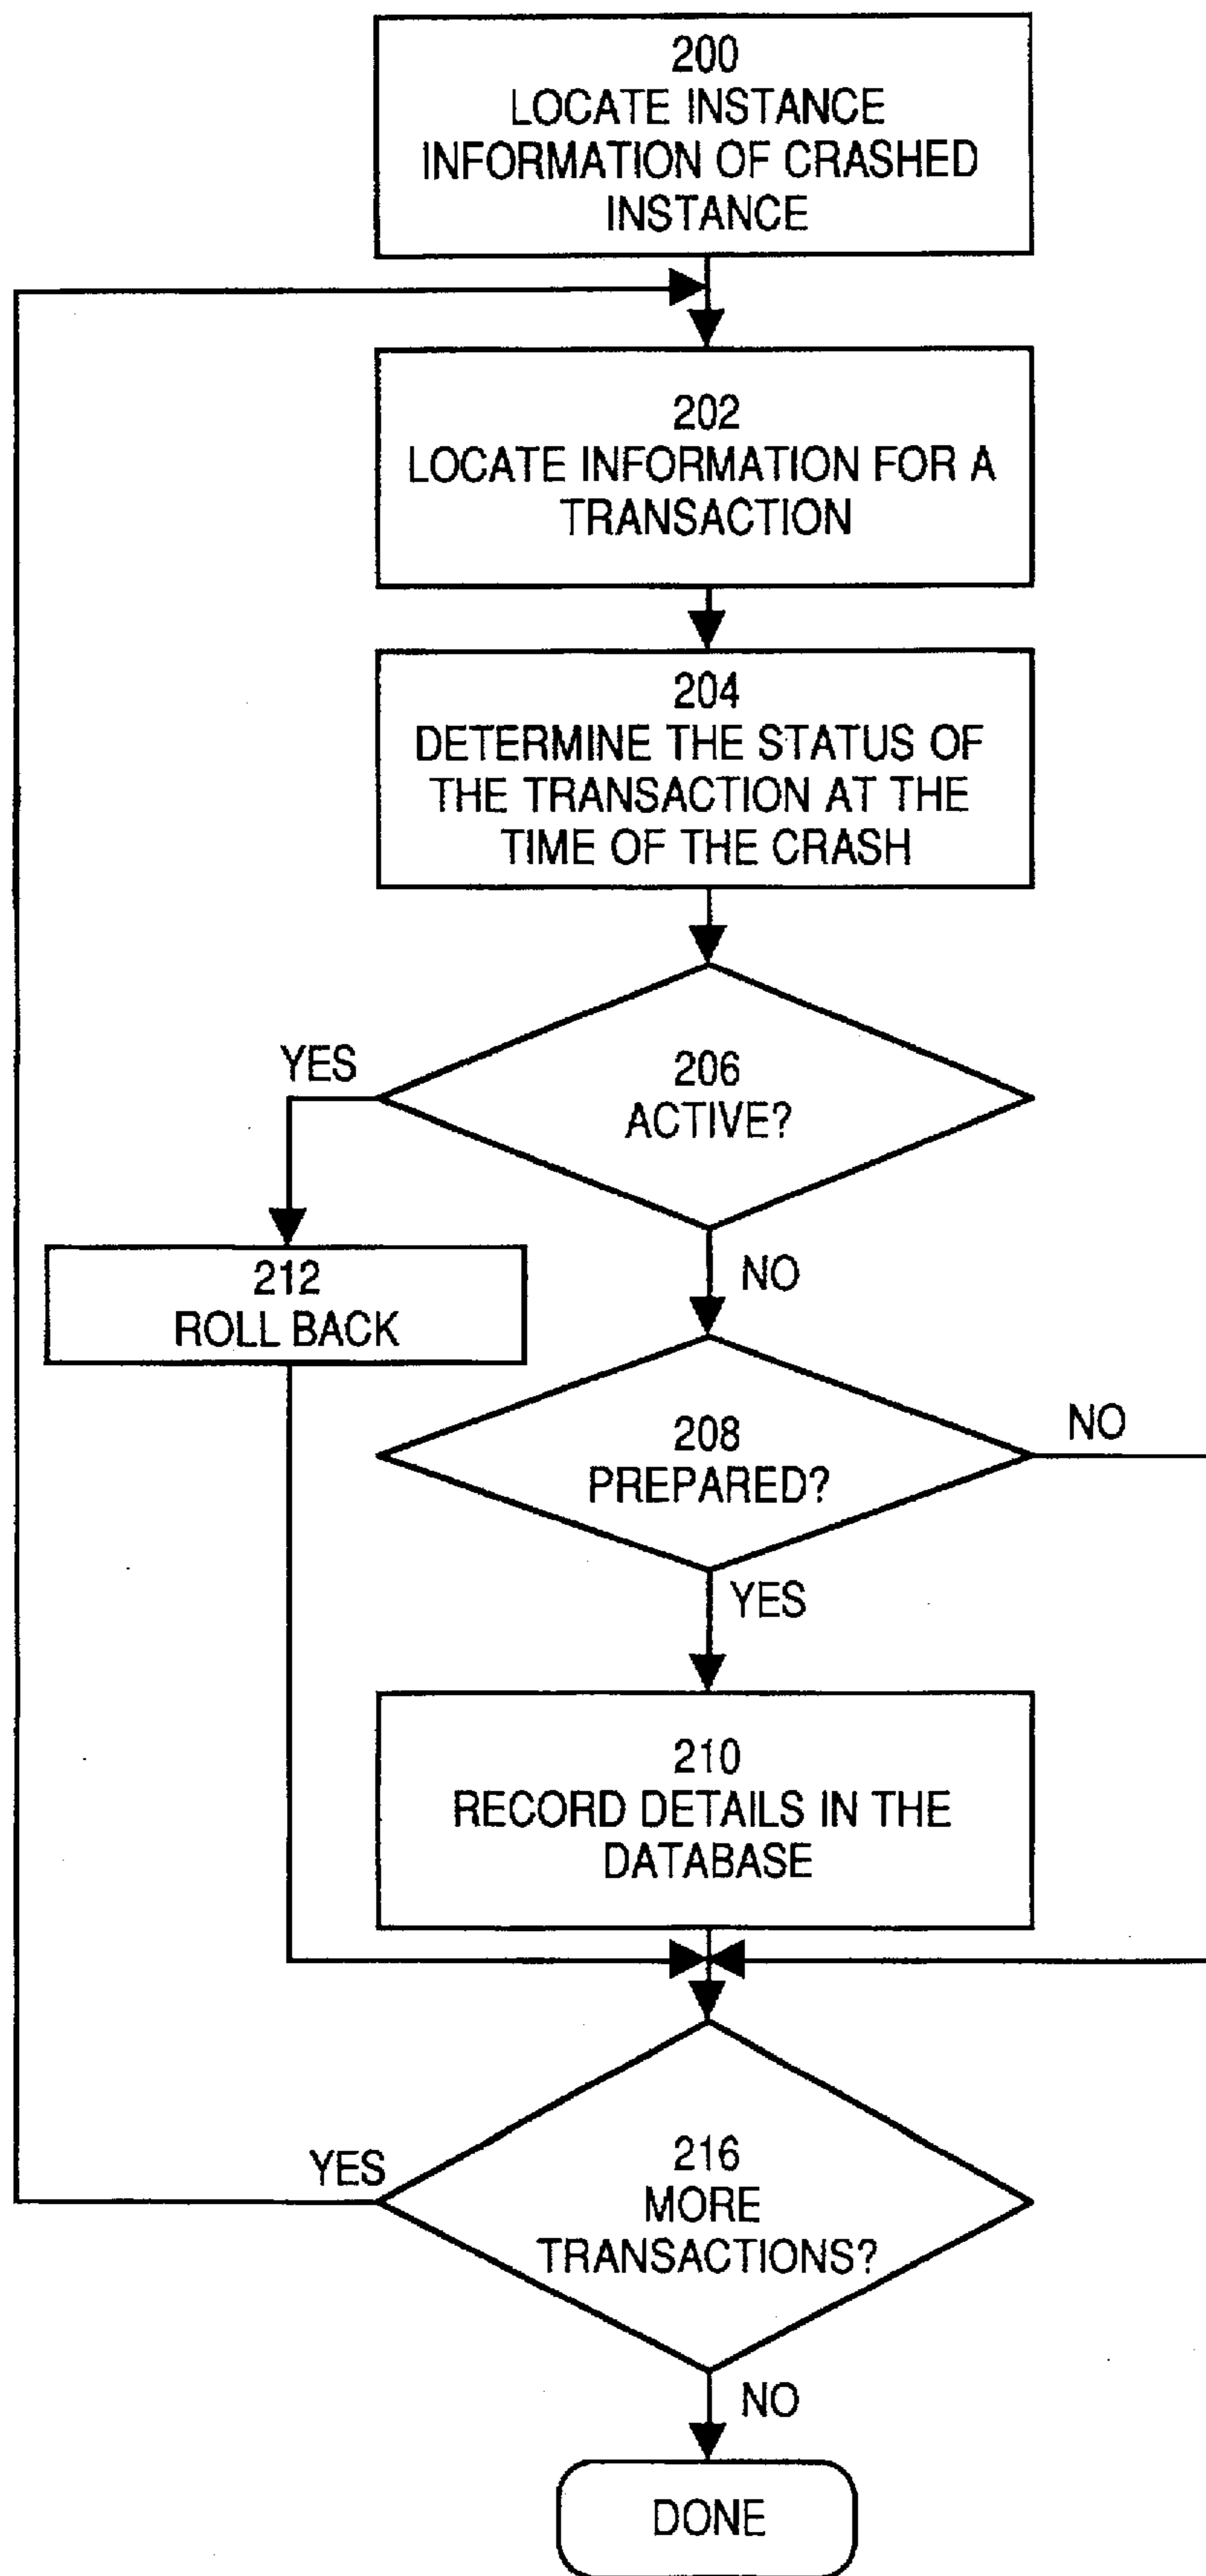 200
LOCATE INSTANCE
INFORMATION OF CRASHED
INSTANCE
202
LOCATE INFORMATION FOR A
TRANSACTION
204
DETERMINE THE STATUS OF
THE TRANSACTION AT THE
TIME OF THE CRASH
YES
206
ACTIVE?
212
ROLL BACK
NO
208
PREPARED?
NO
YES
210
RECORD DETAILS IN THE
DATABASE
YES
216
MORE
TRANSACTIONS?
NO
DONE